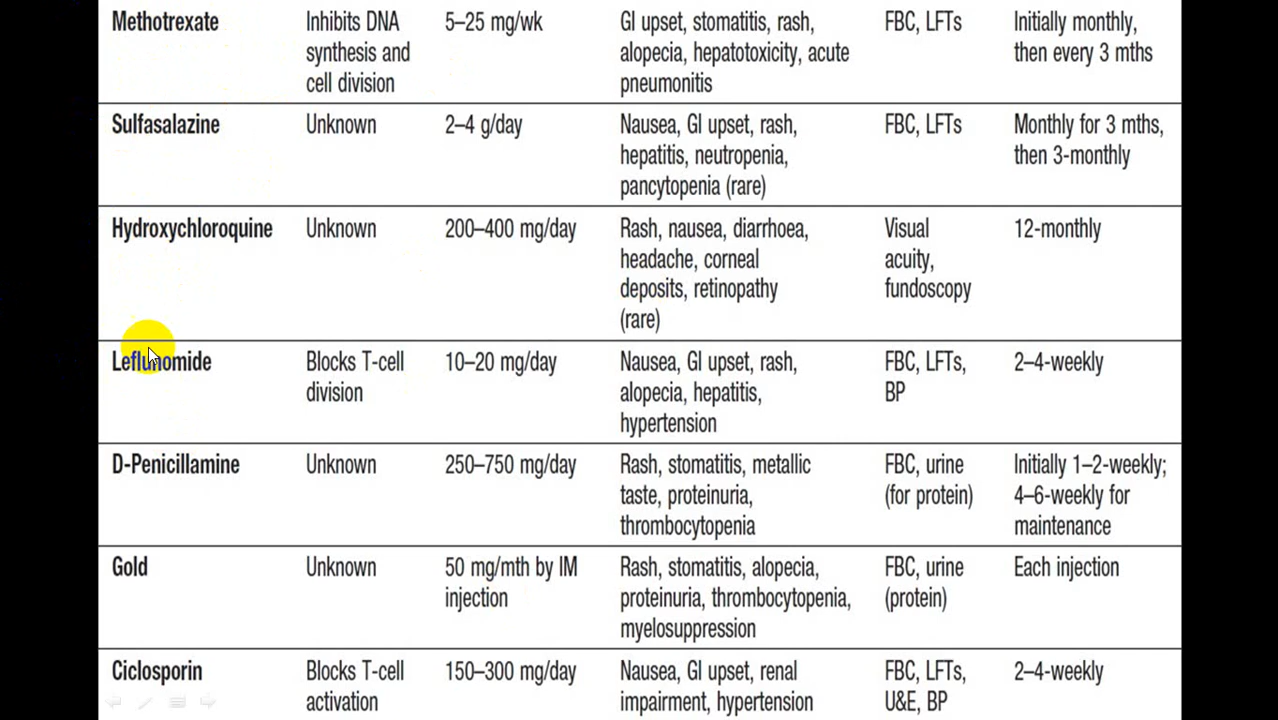 Methotrexate Inhibits DNA 5–25 mg/wk GI upset, stomatitis, rash, FBC, LFTs Initially monthly,
synthesis and alopecia, hepatotoxicity, acute then every 3 mths
cell division pneumonitis
Sulfasalazine Unknown 2–4 g/day Nausea, GI upset, rash, FBC, LFTs Monthly for 3 mths,
hepatitis, neutropenia, then 3-monthly
pancytopenia (rare)
Hydroxychloroquine Unknown 200–400 mg/day Rash, nausea, diarrhoea, Visual 12-monthly
headache, corneal acuity,
deposits, retinopathy fundoscopy
(rare)
Leflunomide Blocks T-cell 10–20 mg/day Nausea, GI upset, rash, FBC, LFTs, 2–4-weekly
division alopecia, hepatitis, BP
hypertension
D-Penicillamine Unknown 250–750 mg/day Rash, stomatitis, metallic FBC, urine Initially 1–2-weekly;
taste, proteinuria, (for protein) 4–6-weekly for
thrombocytopenia maintenance
Gold Unknown 50 mg/mth by IM Rash, stomatitis, alopecia, FBC, urine Each injection
injection proteinuria, thrombocytopenia, (protein)
myelosuppression
Ciclosporin Blocks T-cell 150–300 mg/day Nausea, GI upset, renal FBC, LFTs, 2–4-weekly
activation impairment, hypertension U&E, BP